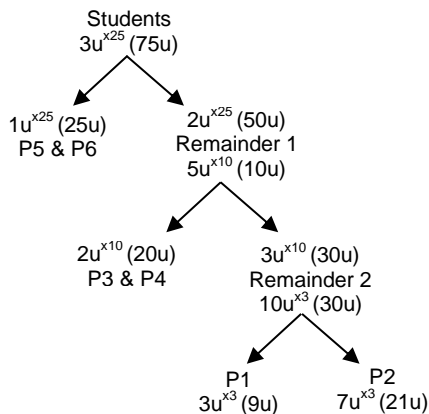 Students
3u^x25 (75u)
1u^x25 (25u)
P5 & P6
2u^x25 (50u)
Remainder 1
5u^x10 (10u)
2u^x10 (20u)
P3 & P4
3u^x10 (30u)
Remainder 2
10u^x3 (30u)
P1
3u^x3 (9u)
P2
7u^x3 (21u)